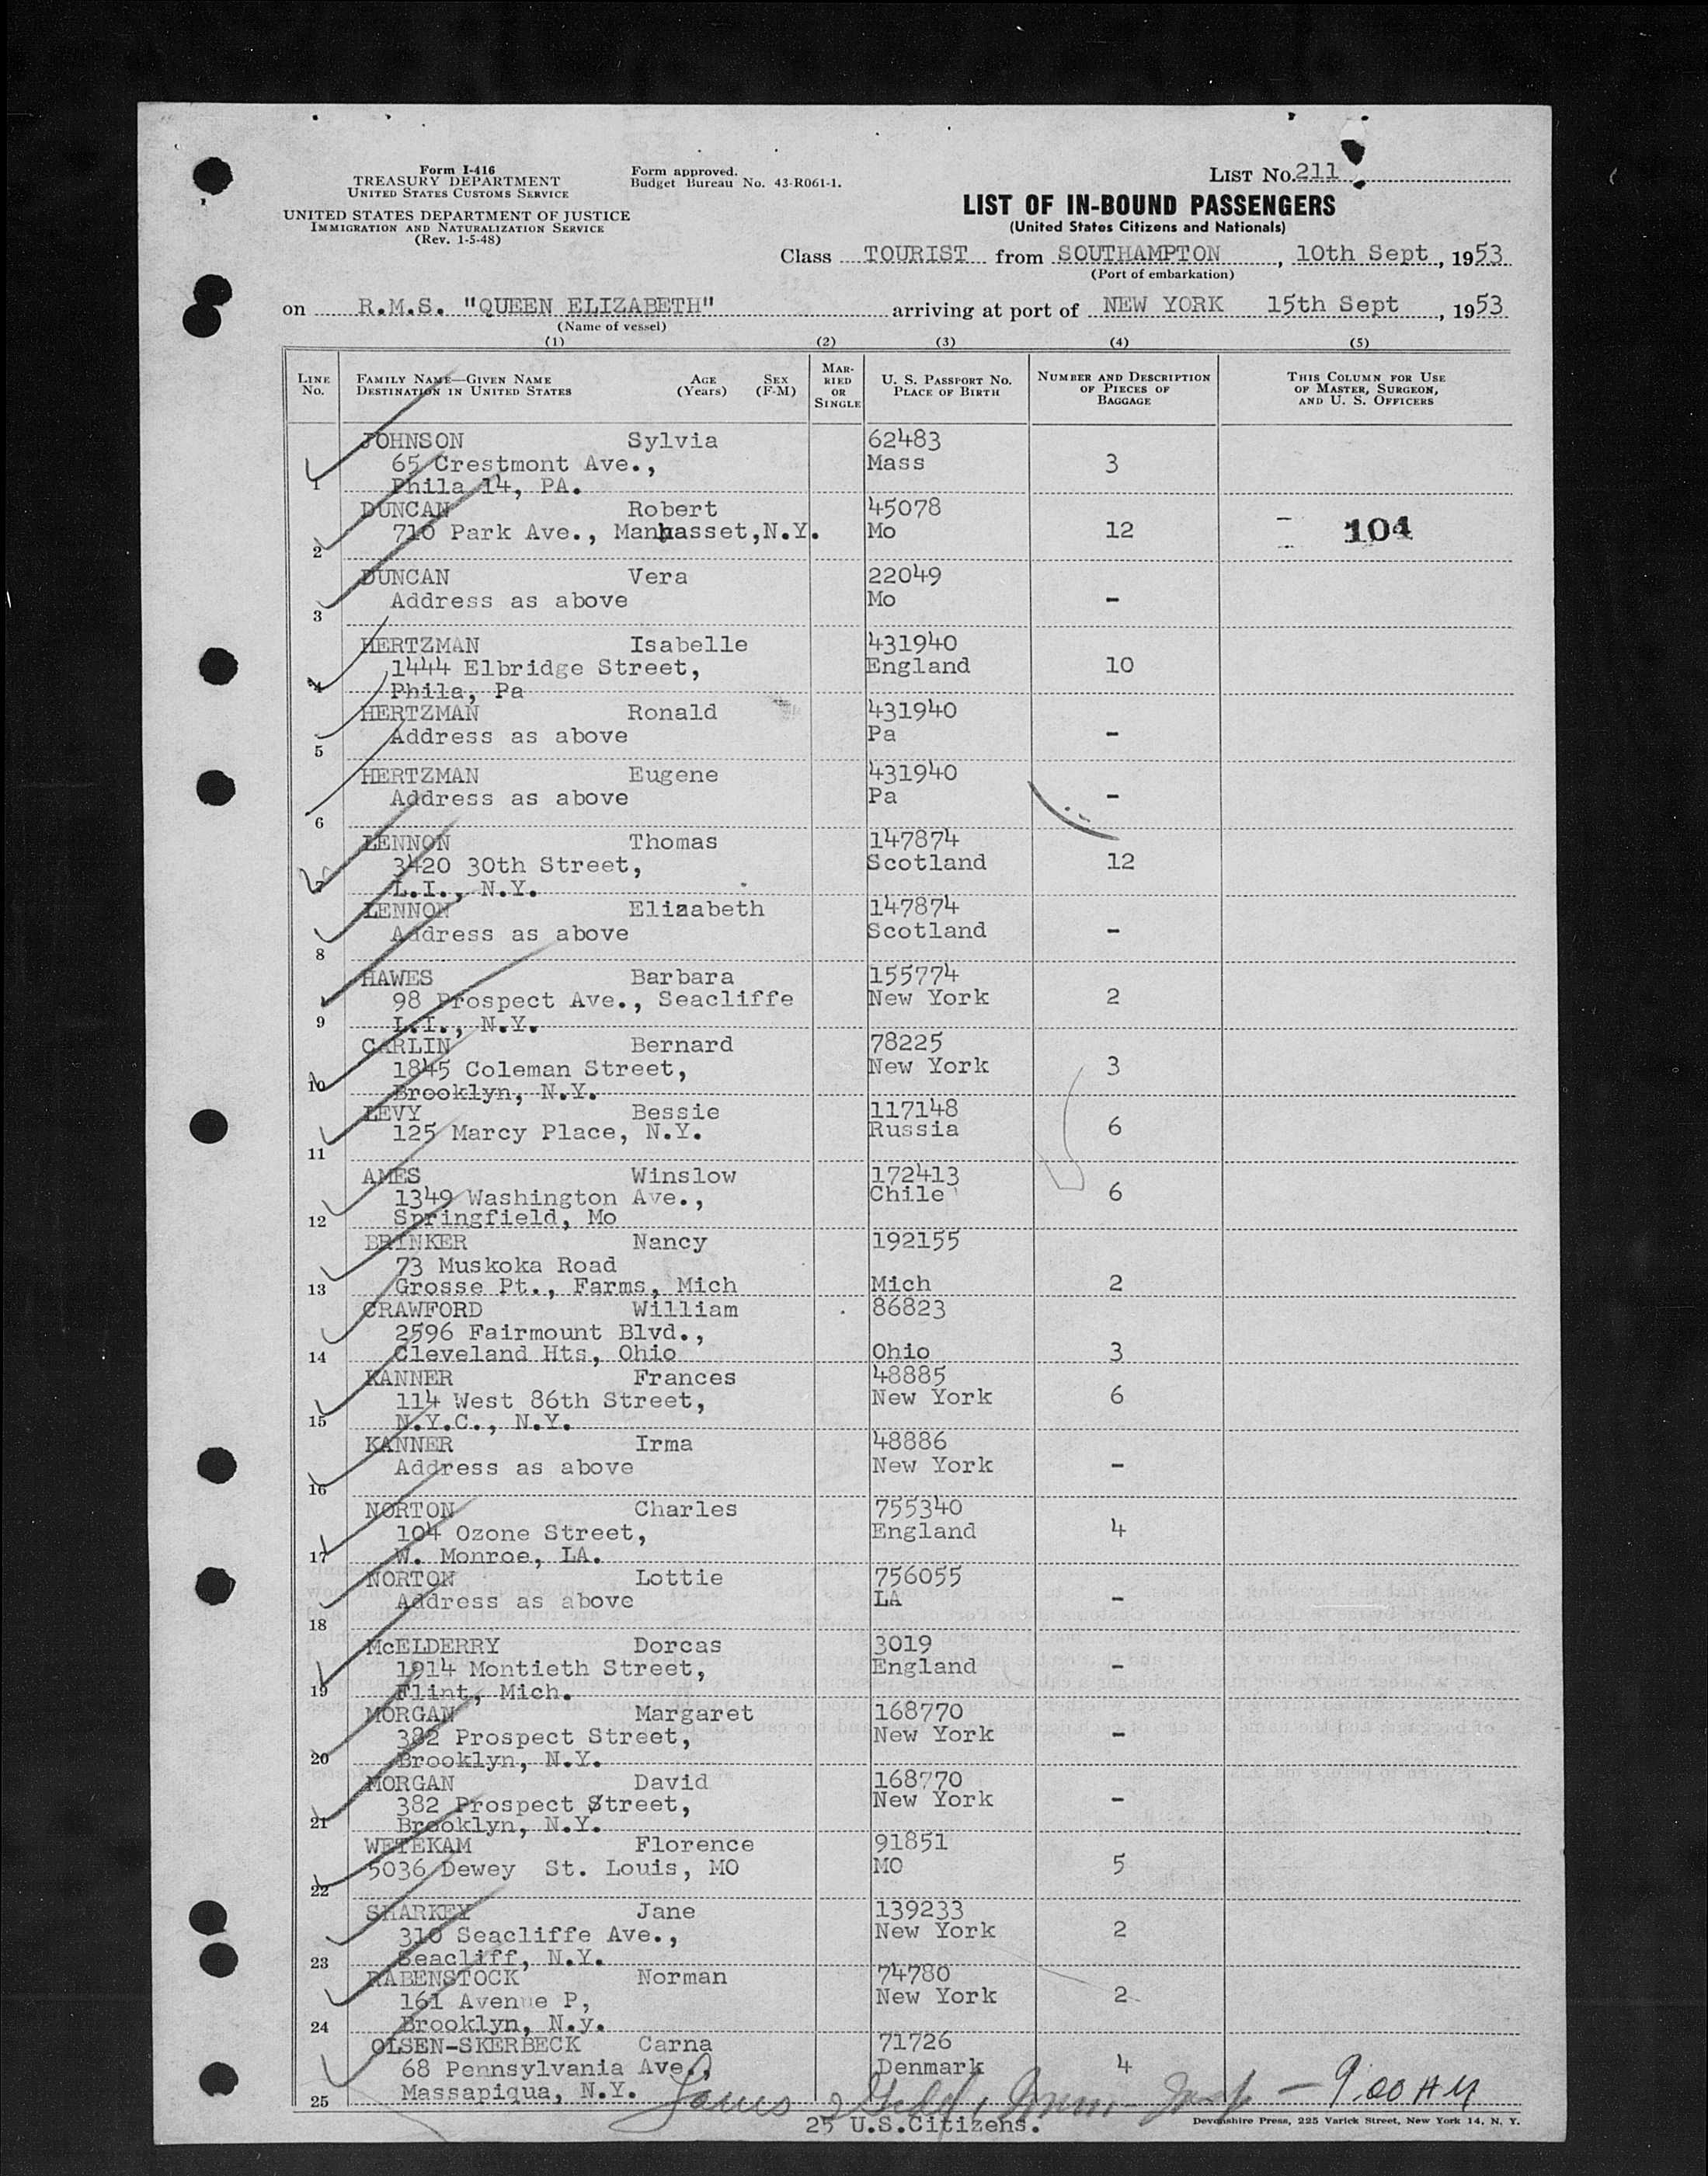 Form I-416
TREASURY DEPARTMENT
UNITED STATES CUSTOMS SERVICE
UNITED STATES DEPARTMENT OF JUSTICE
IMMIGRATION AND NATURALIZATION SERVICE
(Rev. 1-5-48)
Form approved.
Budget Bureau No. 43-R061-1.
LIST No. 211
LIST OF IN-BOUND PASSENGERS
(United States Citizens and Nationals)
Class TOURIST from SOUTHAMPTON, 10th Sept, 1953
(Port of embarkation)
on R.M.S. "QUEEN ELIZABETH" arriving at port of NEW YORK 15th Sept, 1953
(Name of vessel)
(1) (2) (3) (4) (5)
LINE No. FAMILY NAME—GIVEN NAME DESTINATION IN UNITED STATES AGE (Years) SEX (F-M) MARRIED OR SINGLE U. S. PASSPORT No. PLACE OF BIRTH NUMBER AND DESCRIPTION OF PIECES OF BAGGAGE THIS COLUMN FOR USE OF MASTER, SURGEON, AND U. S. OFFICERS
JOHNSON Sylvia 62483
65 Crestmont Ave., Mass 3
1 Phila 14, PA.
DUNCAN Robert 45078
710 Park Ave., Manhasset, N.Y. Mo 12 104
2
DUNCAN Vera 22049
Address as above Mo -
3
HERTZMAN Isabelle 431940
1444 Elbridge Street, England 10
4 Phila, Pa
HERTZMAN Ronald 431940
Address as above Pa -
5
HERTZMAN Eugene 431940
Address as above Pa -
6
LENNON Thomas 147874
3420 30th Street, Scotland 12
7 L.I., N.Y.
LENNON Elizabeth 147874
Address as above Scotland -
8
HAWES Barbara 155774
98 Prospect Ave., Seacliffe New York 2
9 L.I., N.Y.
CARLIN Bernard 78225
1845 Coleman Street, New York 3
10 Brooklyn, N.Y.
LEVY Bessie 117148
125 Marcy Place, N.Y. Russia 6
11
AMES Winslow 172413
1349 Washington Ave., Chile 6
12 Springfield, Mo
BRINKER Nancy 192155
73 Muskoka Road
13 Grosse Pt., Farms, Mich Mich 2
CRAWFORD William 86823
2596 Fairmount Blvd.,
14 Cleveland Hts, Ohio Ohio 3
KANNER Frances 48885
114 West 86th Street, New York 6
15 N.Y.C., N.Y.
KANNER Irma 48886
Address as above New York -
16
NORTON Charles 755340
104 Ozone Street, England 4
17 W. Monroe, LA.
NORTON Lottie 756055
Address as above LA -
18
McELDERRY Dorcas 3019
1914 Montieth Street, England -
19 Flint, Mich.
MORGAN Margaret 168770
382 Prospect Street, New York -
20 Brooklyn, N.Y.
MORGAN David 168770
382 Prospect Street, New York -
21 Brooklyn, N.Y.
WETEKAM Florence 91851
5036 Dewey St. Louis, MO MO 5
22
SHARKEY Jane 139233
310 Seacliffe Ave., New York 2
23 Seacliff, N.Y.
RABENSTOCK Norman 74780
161 Avenue P, New York 2
24 Brooklyn, N.y.
OLSEN-SKERBECK Carna 71726
68 Pennsylvania Ave., Denmark 4
25 Massapiqua, N.Y.
- 9.00 AM
25 U.S.Citizens.
Devonshire Press, 225 Varick Street, New York 14, N. Y.